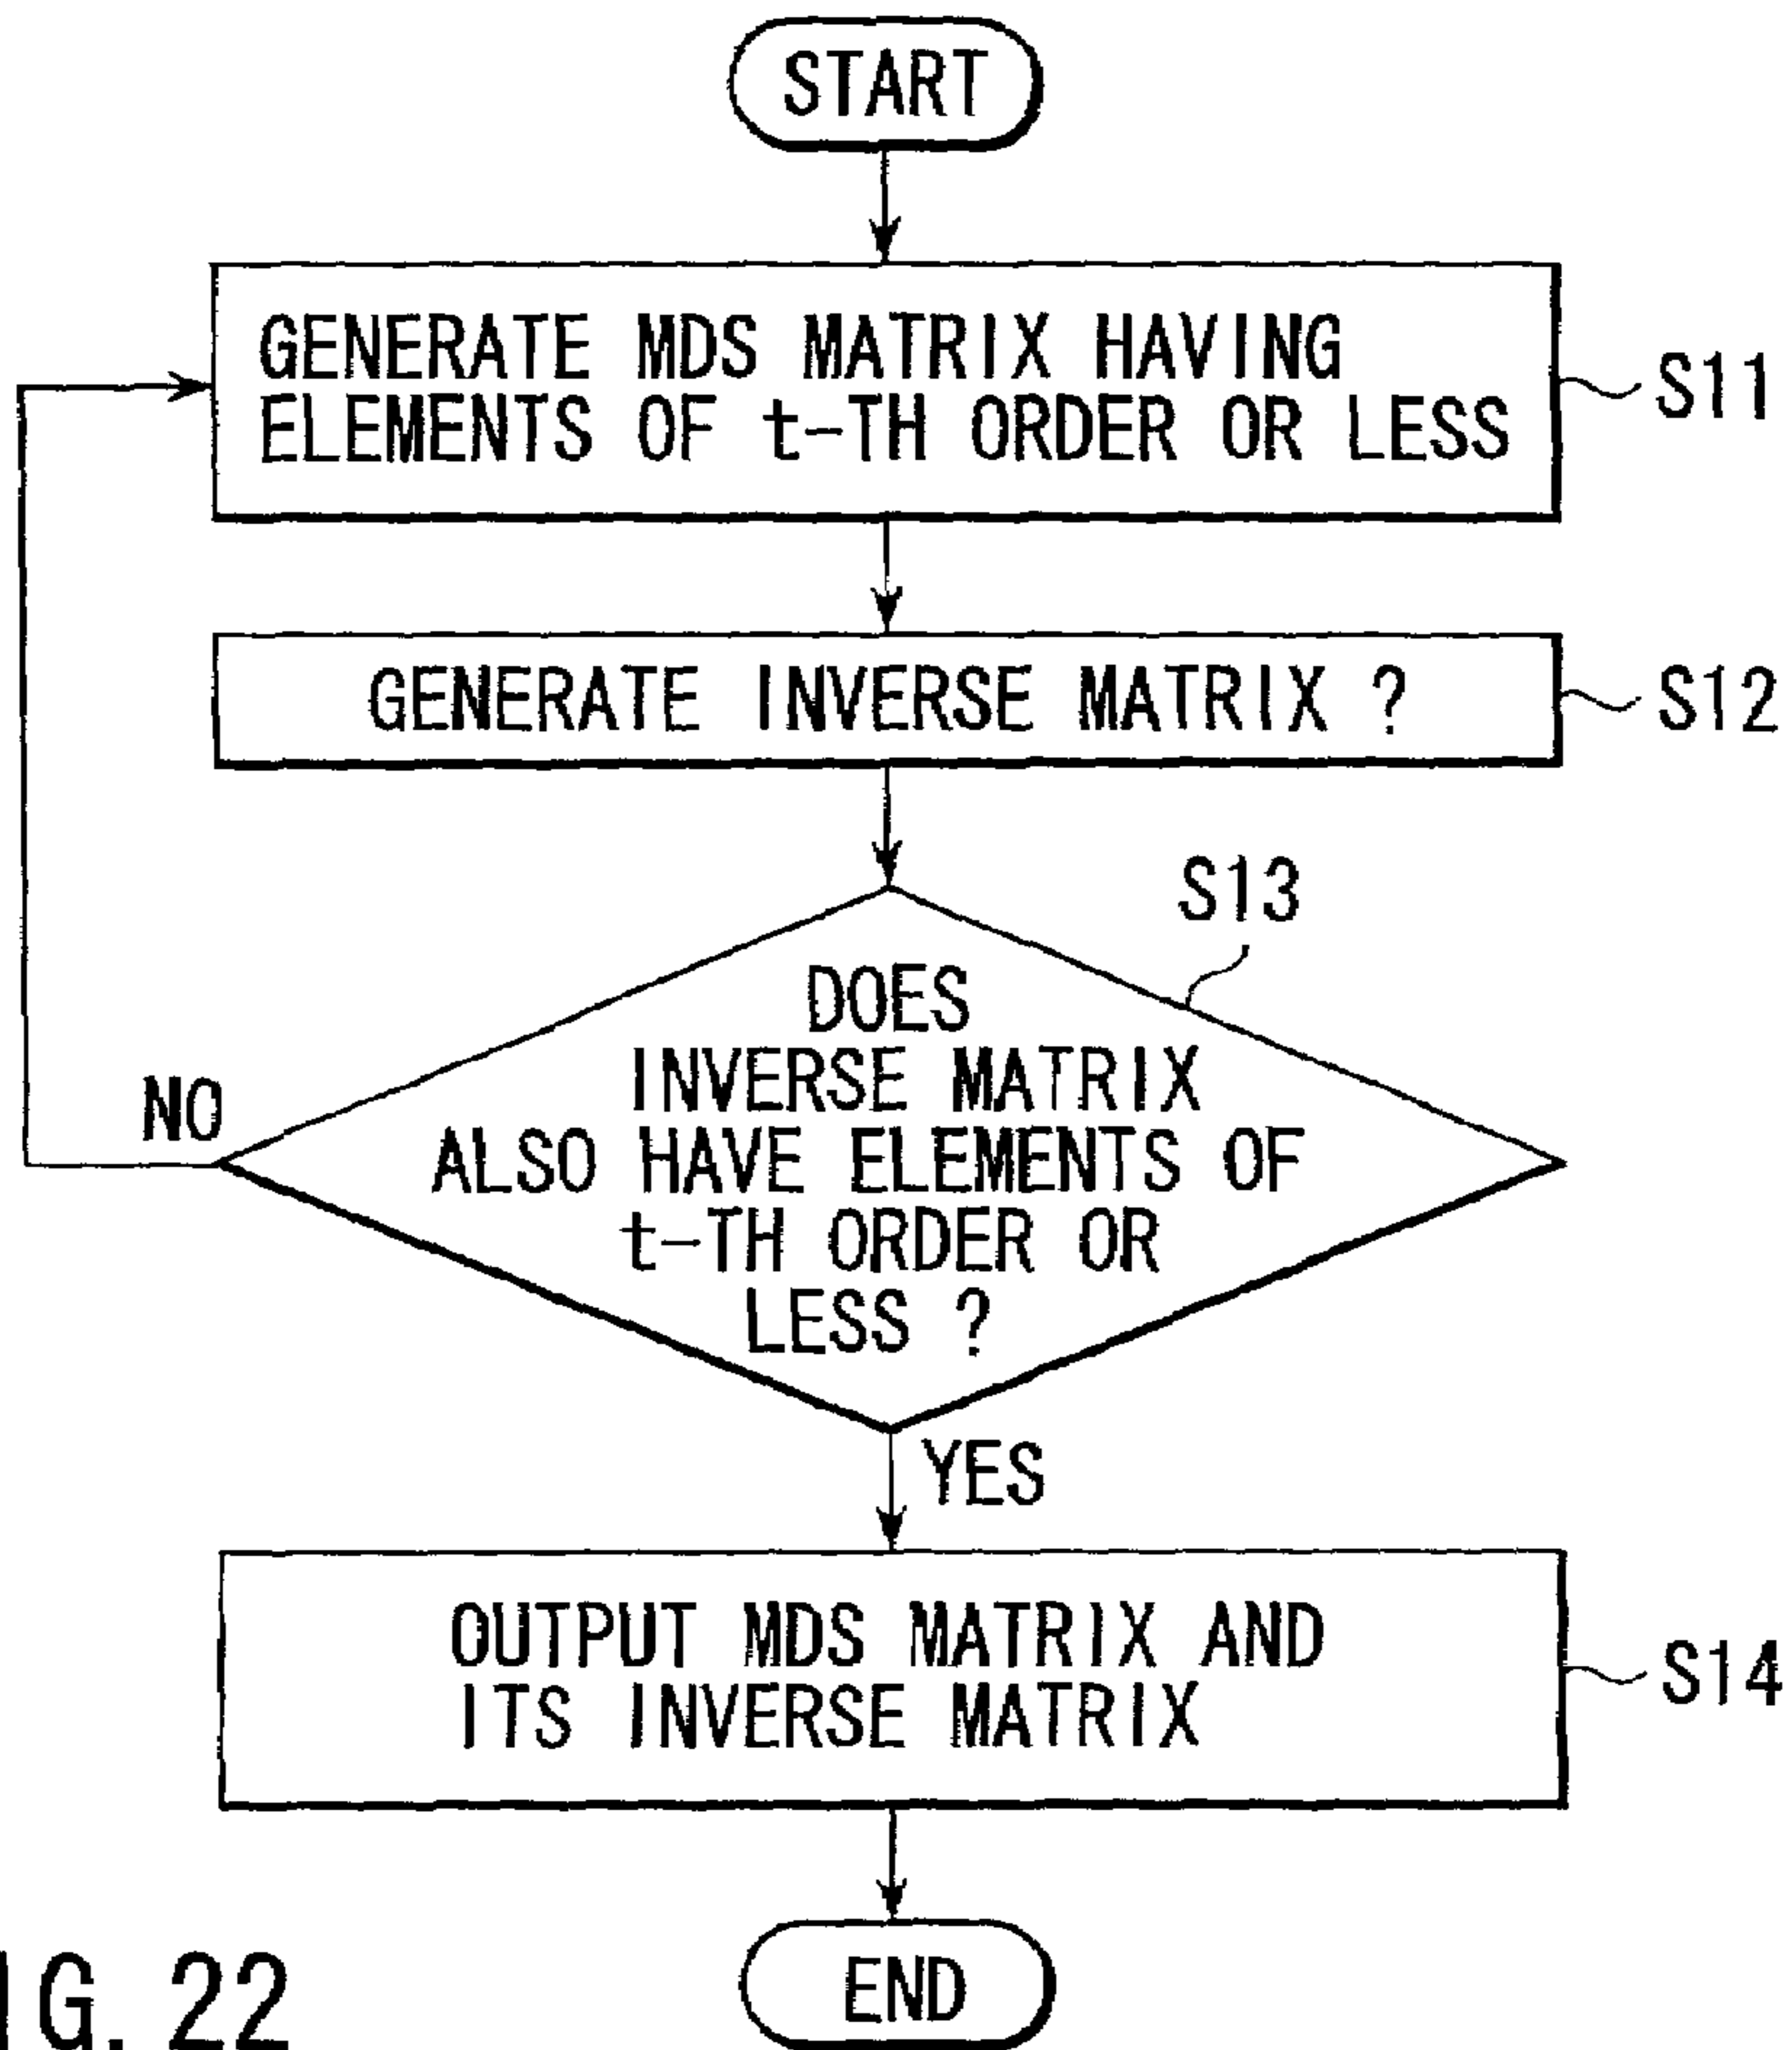 START
GENERATE MDS MATRIX HAVING
ELEMENTS OF t-TH ORDER OR LESS
S11
GENERATE INVERSE MATRIX ?
S12
S13
DOES
INVERSE MATRIX
ALSO HAVE ELEMENTS OF
t-TH ORDER OR
LESS ?
NO
YES
OUTPUT MDS MATRIX AND
ITS INVERSE MATRIX
S14
END
IG. 22